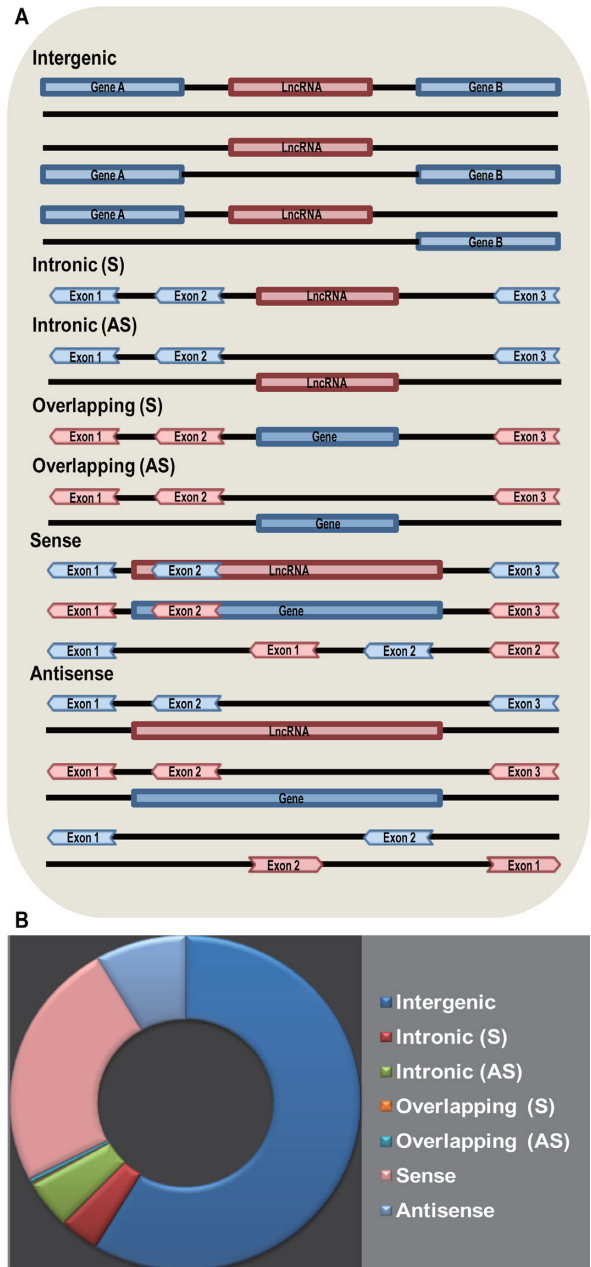 A
Intergenic
Gene A LncRNA Gene B
LncRNA
Gene A Gene B
Gene A LncRNA
Gene B
Intronic (S)
Exon 1 Exon 2 LncRNA Exon 3
Intronic (AS)
Exon 1 Exon 2 Exon 3
LncRNA
Overlapping (S)
Exon 1 Exon 2 Gene Exon 3
Overlapping (AS)
Exon 1 Exon 2 Exon 3
Gene
Sense
Exon 1 Exon 2 LncRNA Exon 3
Exon 1 Exon 2 Gene Exon 3
Exon 1 Exon 1 Exon 2 Exon 2
Antisense
Exon 1 Exon 2 Exon 3
LncRNA
Exon 1 Exon 2 Exon 3
Gene
Exon 1 Exon 2
Exon 2 Exon 1
B
Intergenic
Intronic (S)
Intronic (AS)
Overlapping (S)
Overlapping (AS)
Sense
Antisense